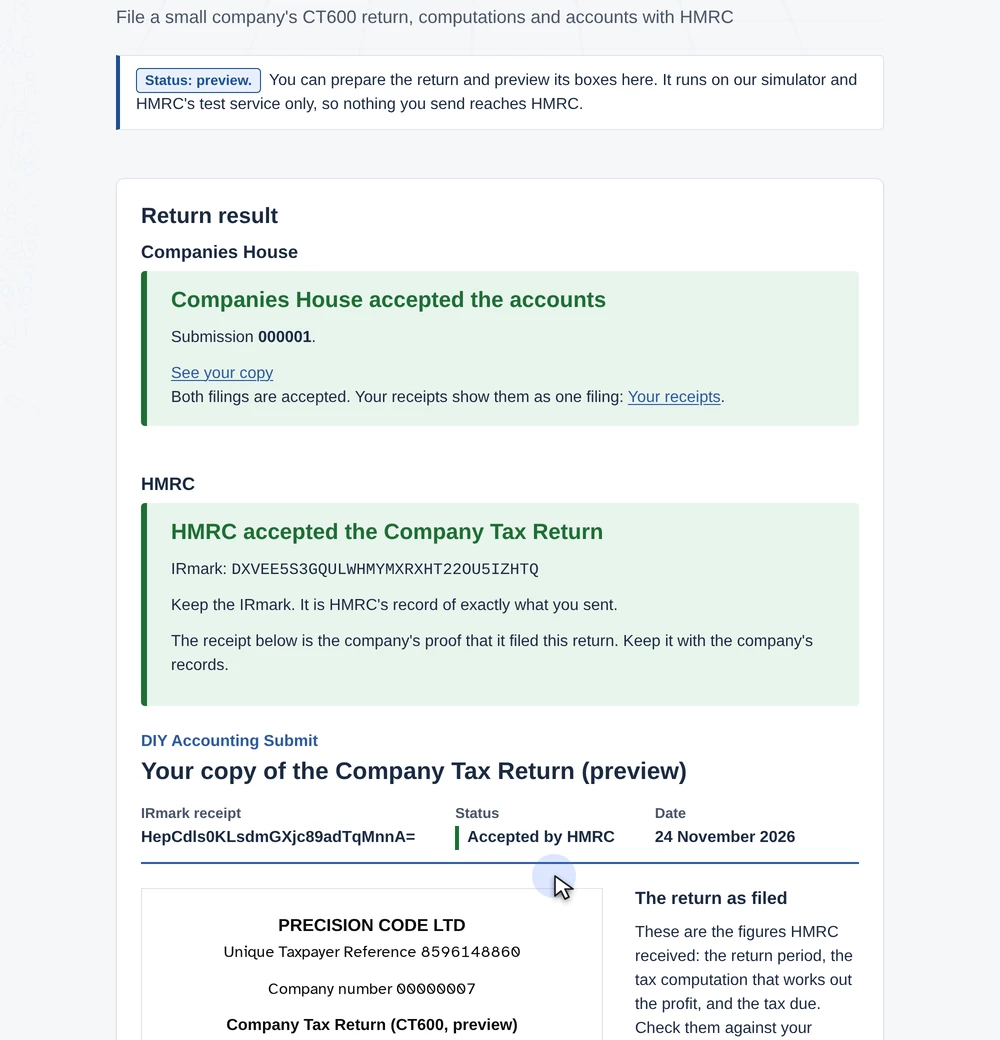 File a small company's CT600 return, computations and accounts with HMRC
Status: preview. You can prepare the return and preview its boxes here. It runs on our simulator and
HMRC's test service only, so nothing you send reaches HMRC.
Return result
Companies House
Companies House accepted the accounts
Submission 000001.
See your copy
Both filings are accepted. Your receipts show them as one filing: Your receipts.
HMRC
HMRC accepted the Company Tax Return
IRmark: DXVEE5S3GQULWHMYMXRXHT22OU5IZHTQ
Keep the IRmark. It is HMRC's record of exactly what you sent.
The receipt below is the company's proof that it filed this return. Keep it with the company's
records.
DIY Accounting Submit
Your copy of the Company Tax Return (preview)
IRmark receipt Status Date
HepCdls0KLsdmGXjc89adTqMnnA= Accepted by HMRC 24 November 2026
PRECISION CODE LTD
Unique Taxpayer Reference 8596148860
Company number 00000007
Company Tax Return (CT600, preview)
The return as filed
These are the figures HMRC
received: the return period, the
tax computation that works out
the profit, and the tax due.
Check them against your